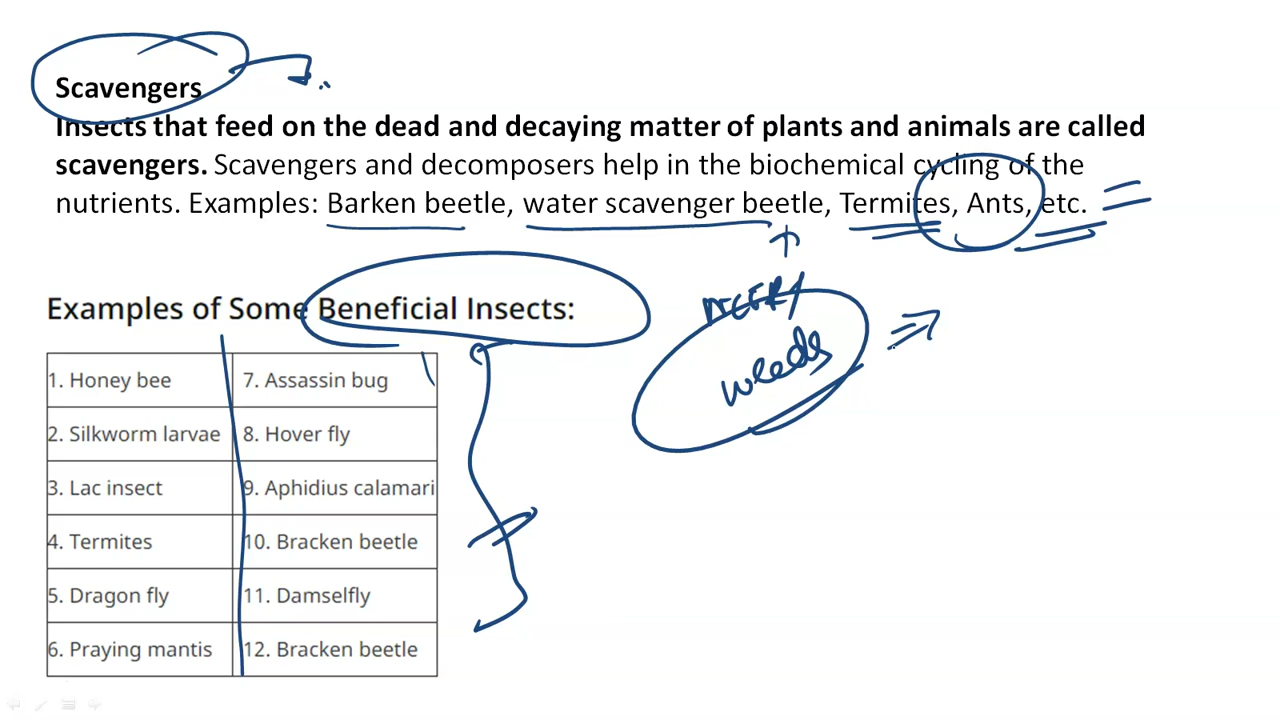 Scavengers
Insects that feed on the dead and decaying matter of plants and animals are called
scavengers. Scavengers and decomposers help in the biochemical cycling of the
nutrients. Examples: Barken beetle, water scavenger beetle, Termites, Ants, etc.
Examples of Some Beneficial Insects:
weeds
1. Honey bee 7. Assassin bug
2. Silkworm larvae 8. Hover fly
3. Lac insect 9. Aphidius calamari
4. Termites 10. Bracken beetle
5. Dragon fly 11. Damselfly
6. Praying mantis 12. Bracken beetle